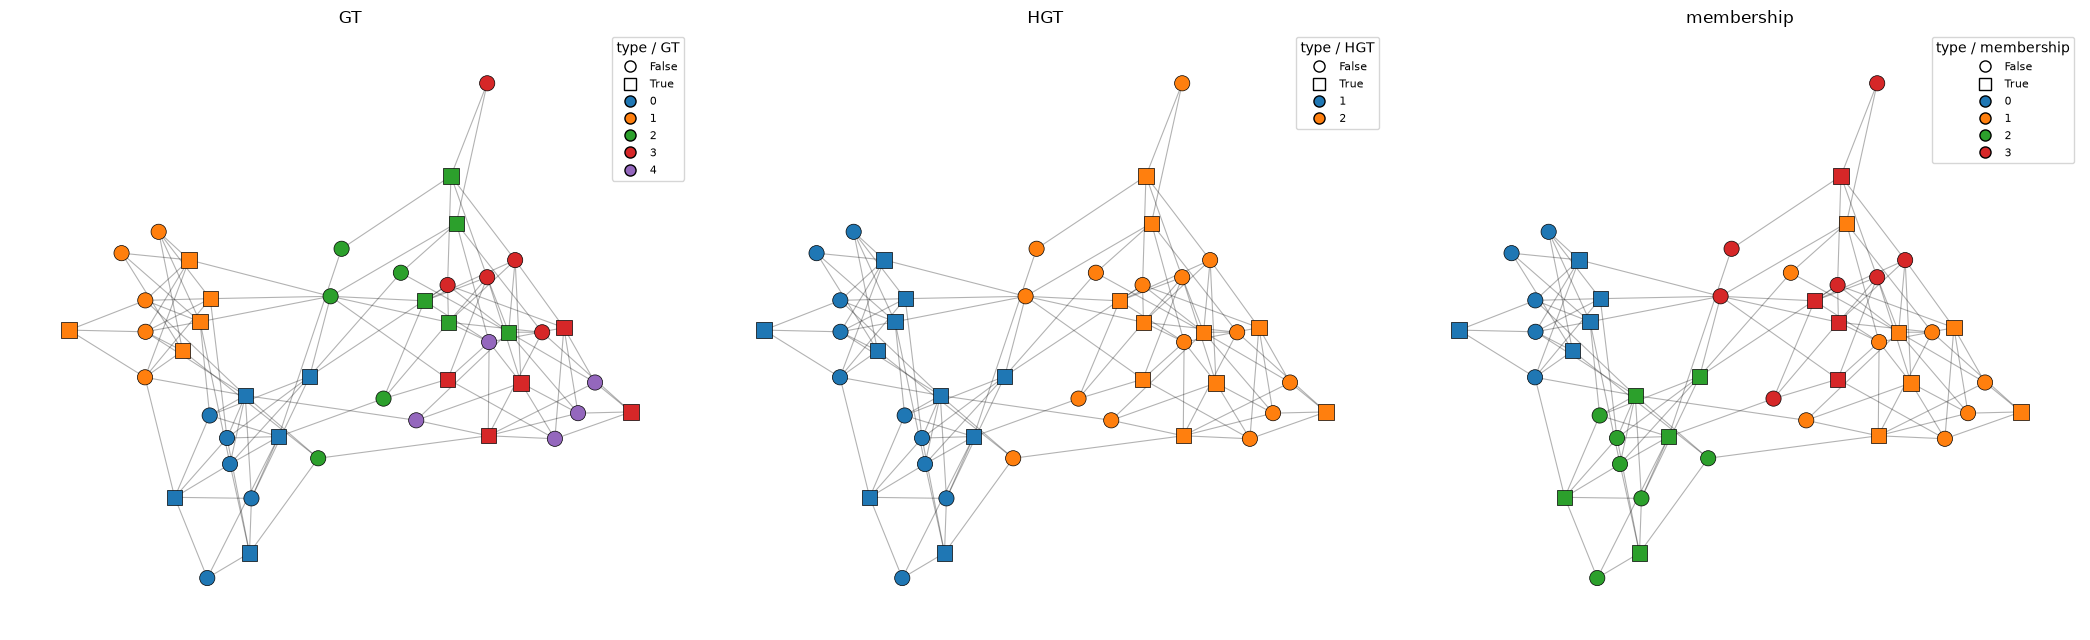 GT
type / GT
False
True
0
1
2
3
4
HGT
type / HGT
False
True
1
2
membership
type / membership
False
True
0
1
2
3